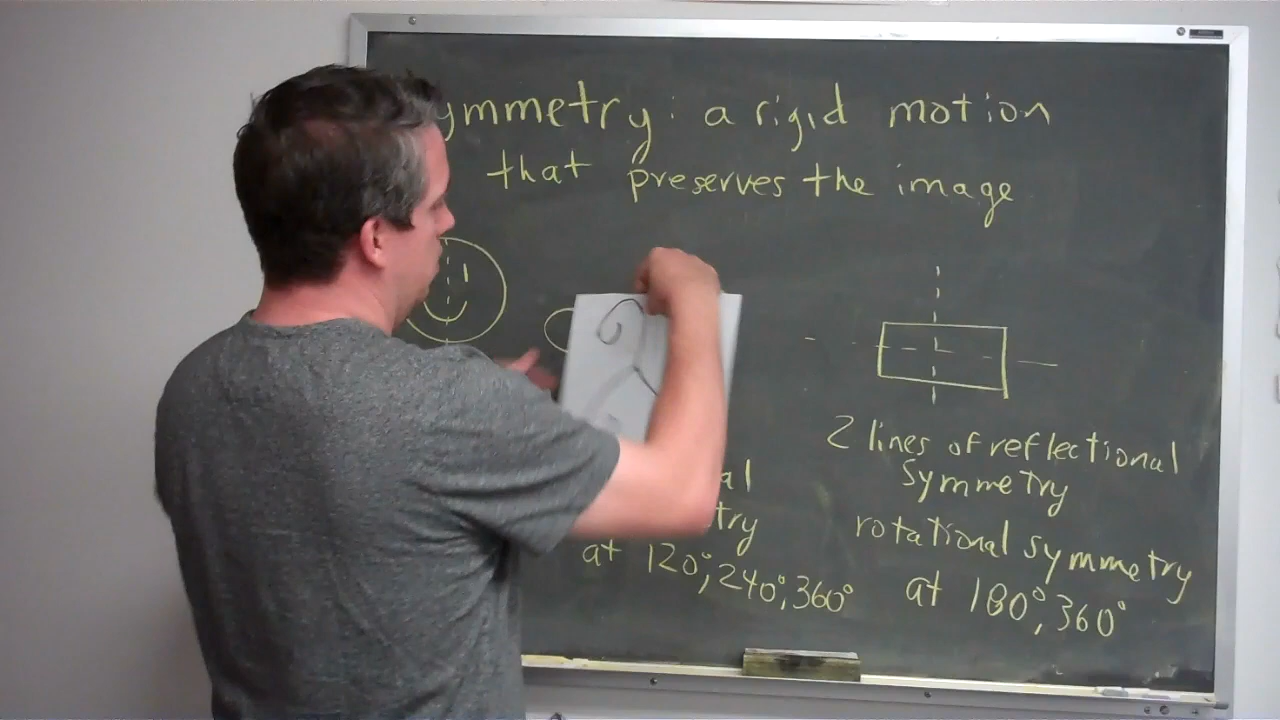 ymmetry: a rigid motion
that preserves the image
al
try
at 120°, 240°, 360°
2 lines of reflectional
symmetry
rotational symmetry
at 180°, 360°